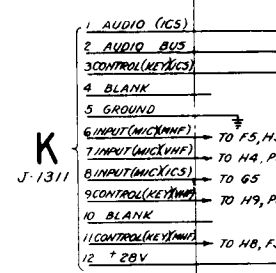 1 AUDIO (ICS)
2 AUDIO BUS
3 CONTROL(KEY)(ICS)
4 BLANK
5 GROUND
6 INPUT(MIC)(MHF) TO F5, H
7 INPUT(MIC)(VHF) TO H4, P
8 INPUT(MIC)(ICS) TO G5
9 CONTROL(KEY) TO H9, P
10 BLANK
11 CONTROL(KEY)(MHF) TO H8, F
12 +28V
K
J-1311